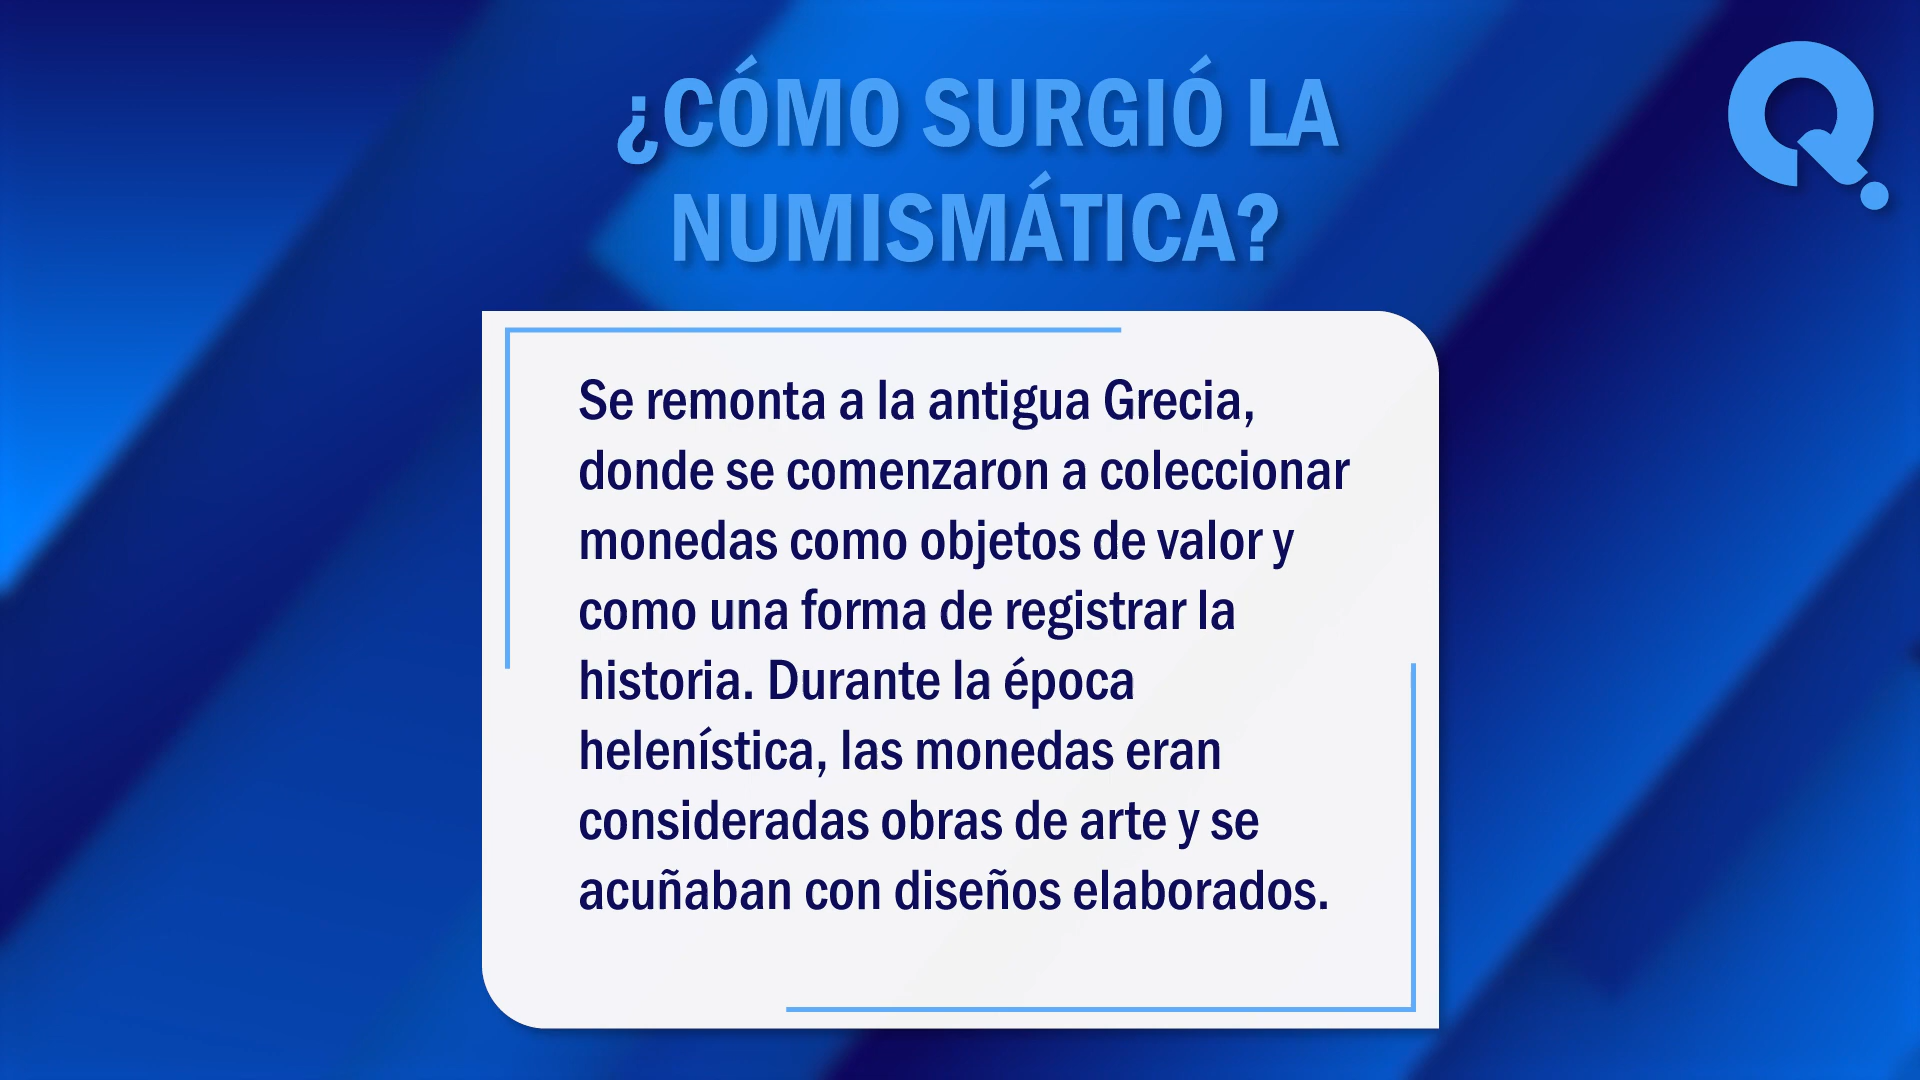 ¿CÓMO SURGIÓ LA
NUMISMÁTICA?
Se remonta a la antigua Grecia,
donde se comenzaron a coleccionar
monedas como objetos de valor y
como una forma de registrar la
historia. Durante la época
helenística, las monedas eran
consideradas obras de arte y se
acuñaban con diseños elaborados.